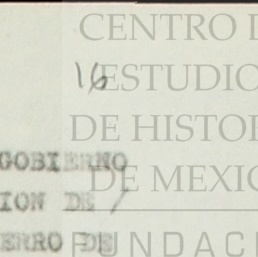 CENTRO D
16
ESTUDIO
DE HISTOR
GOBIERNO
DE MEXIC
ION DE /
ERRO DE
FUNDACI